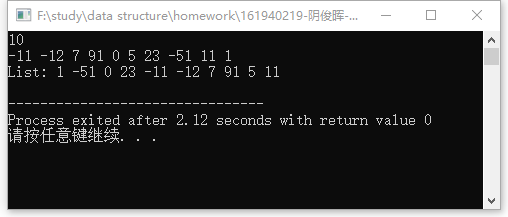 F:\study\data structure\homework\161940219-阴俊晖-...
10
-11 -12 7 91 0 5 23 -51 11 1
List: 1 -51 0 23 -11 -12 7 91 5 11
--------------------------------
Process exited after 2.12 seconds with return value 0
请按任意键继续. . .